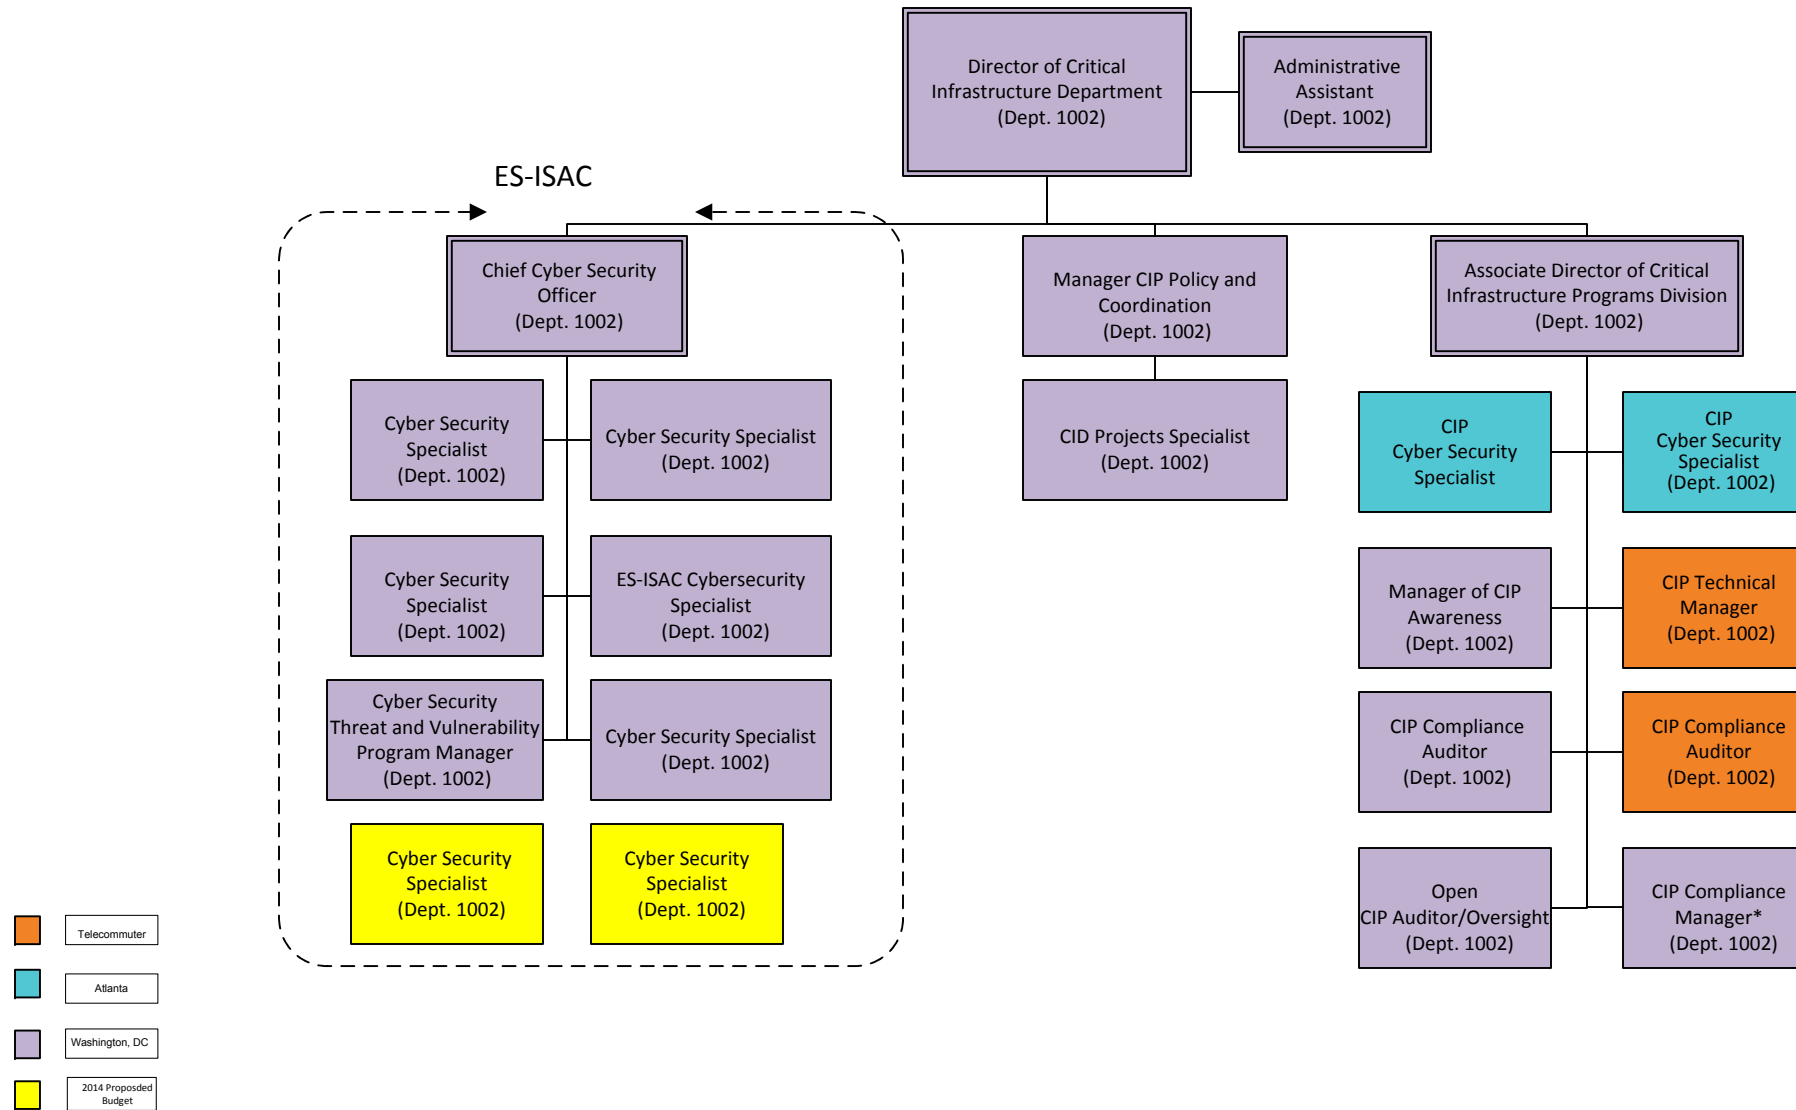 Director of Critical
Infrastructure Department
(Dept. 1002)
Administrative
Assistant
(Dept. 1002)
ES-ISAC
Chief Cyber Security
Officer
(Dept. 1002)
Manager CIP Policy and
Coordination
(Dept. 1002)
Associate Director of Critical
Infrastructure Programs Division
(Dept. 1002)
Cyber Security
Specialist
(Dept. 1002)
Cyber Security Specialist
(Dept. 1002)
CID Projects Specialist
(Dept. 1002)
CIP
Cyber Security
Specialist
CIP
Cyber Security
Specialist
(Dept. 1002)
Cyber Security
Specialist
(Dept. 1002)
ES-ISAC Cybersecurity
Specialist
(Dept. 1002)
Manager of CIP
Awareness
(Dept. 1002)
CIP Technical
Manager
(Dept. 1002)
Cyber Security
Threat and Vulnerability
Program Manager
(Dept. 1002)
Cyber Security Specialist
(Dept. 1002)
CIP Compliance
Auditor
(Dept. 1002)
CIP Compliance
Auditor
(Dept. 1002)
Cyber Security
Specialist
(Dept. 1002)
Cyber Security
Specialist
(Dept. 1002)
Open
CIP Auditor/Oversight
(Dept. 1002)
CIP Compliance
Manager*
(Dept. 1002)
Telecommuter
Atlanta
Washington, DC
2014 Proposded
Budget